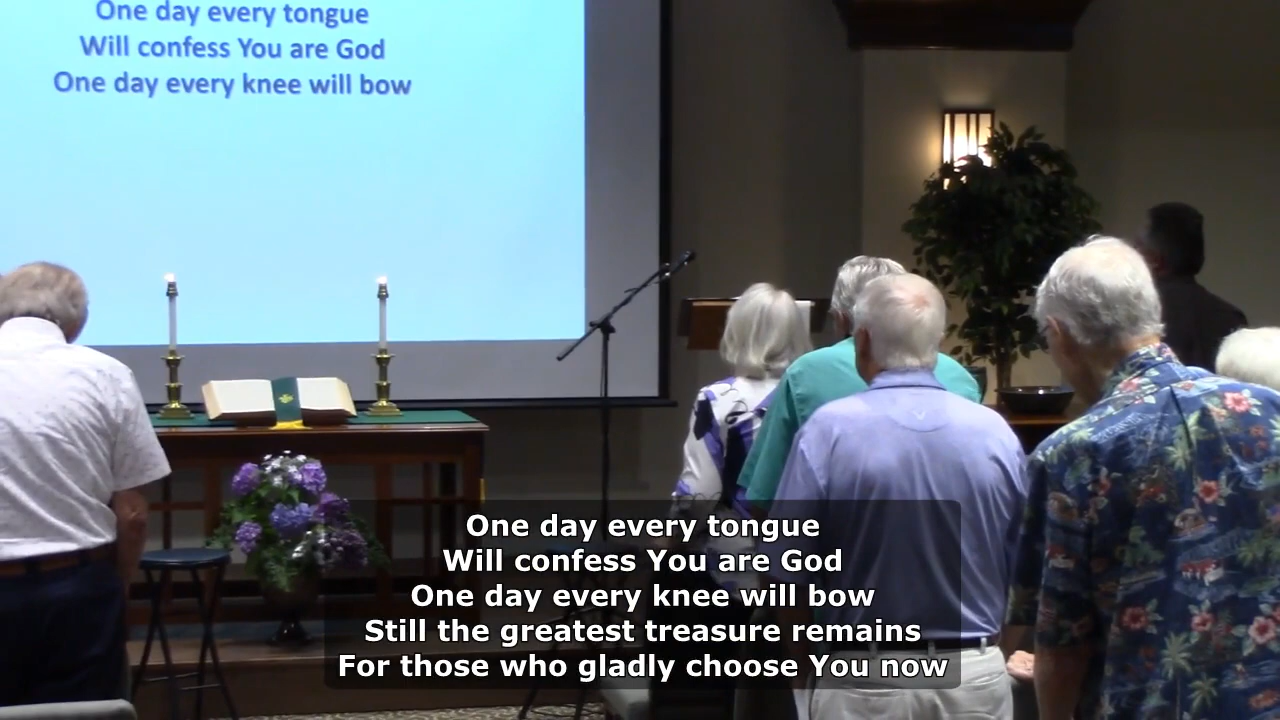 One day every tongue
Will confess You are God
One day every knee will bow
One day every tongue
Will confess You are God
One day every knee will bow
Still the greatest treasure remains
For those who gladly choose You now